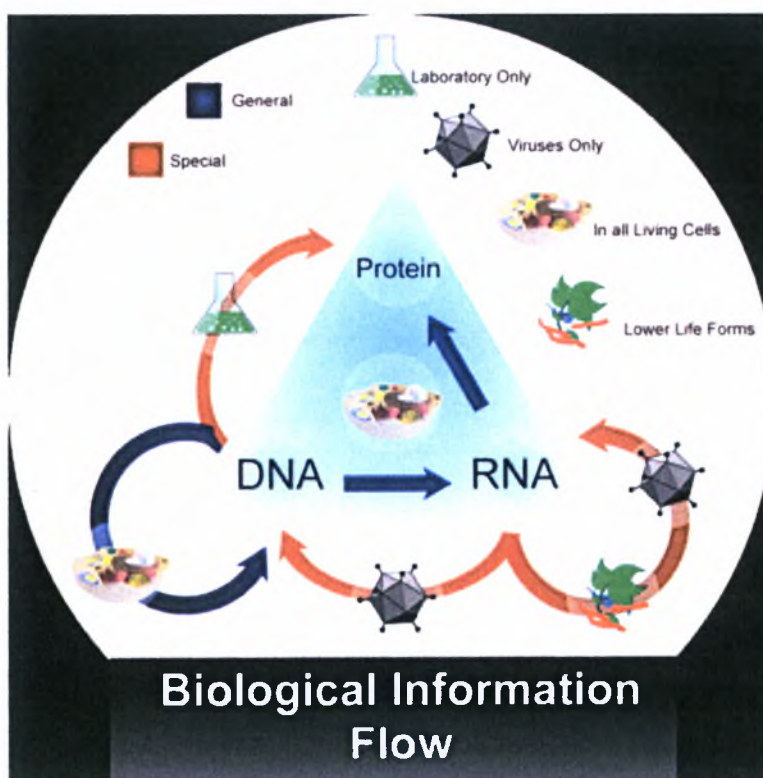 Laboratory Only
General
Viruses Only
Special
In all Living Cells
Protein
Lower Life Forms
DNA
RNA
Biological Information
Flow